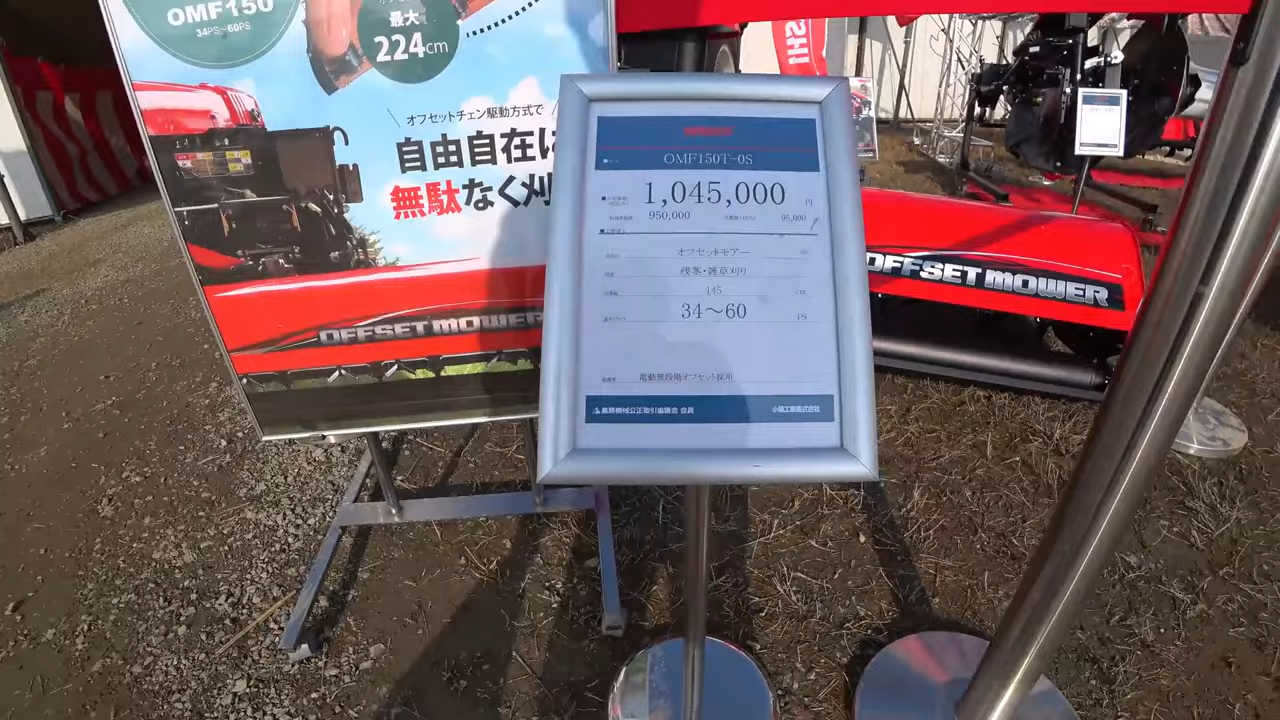 OMF150
34PS~60PS
最大
224cm
オフセットチェン駆動方式で
自由自在に
無駄なく刈
OFFSET MOWER
OMF150T-0S
1,045,000 円
950,000
95,000
オフセットモアー
残茎・雑草刈り
145 cm
34～60 PS
電動無段階オフセット採用
農業機械公正取引協議会 会員
小橋工業株式会社
OFFSET MOWER
SHI